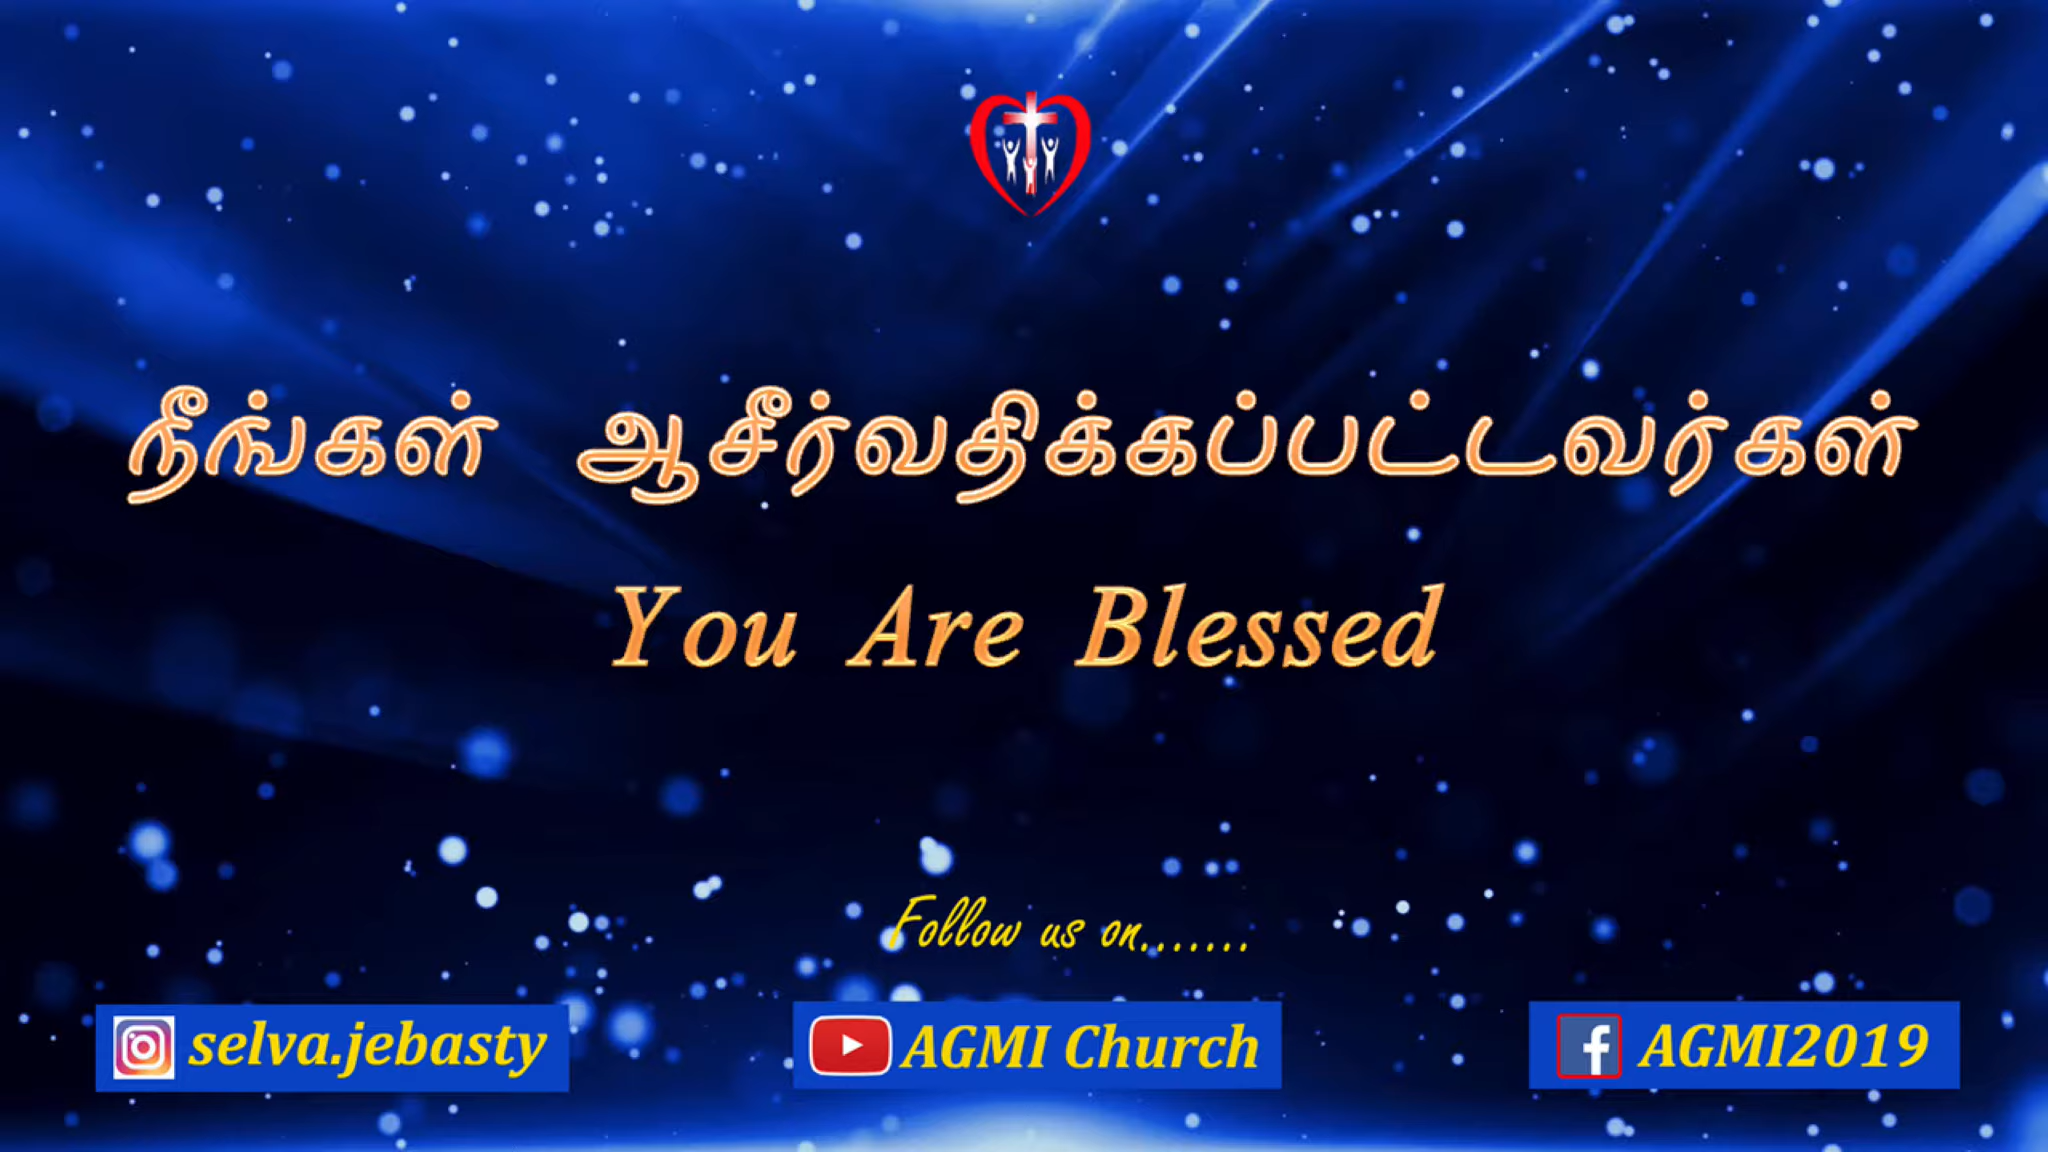 நீங்கள் ஆசீர்வதிக்கப்பட்டவர்கள்
You Are Blessed
Follow us on.......
selva.jebasty
AGMI Church
AGMI2019